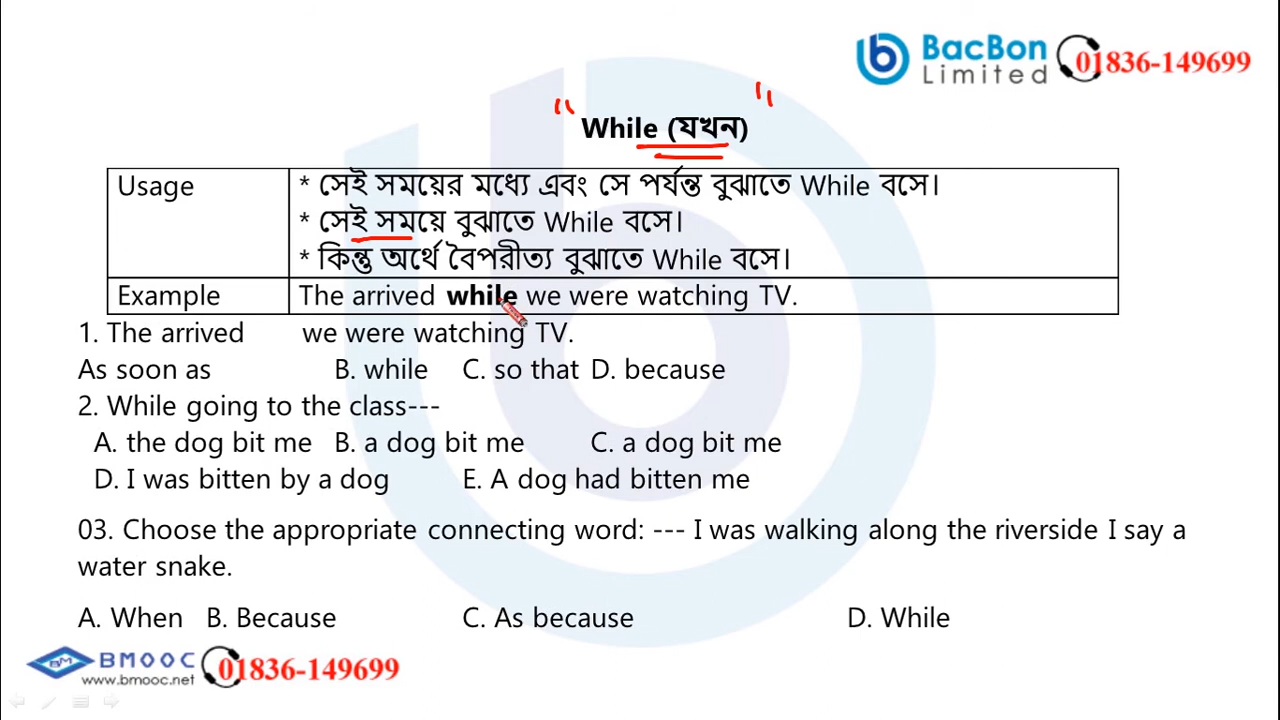 BacBon
Limited
01836-149699
"While (যখন)"
Usage
* সেই সময়ের মধ্যে এবং সে পর্যন্ত বুঝাতে While বসে।
* সেই সময়ে বুঝাতে While বসে।
* কিন্তু অর্থে বৈপরীত্য বুঝাতে While বসে।
Example The arrived while we were watching TV.
1. The arrived we were watching TV.
As soon as B. while C. so that D. because
2. While going to the class---
A. the dog bit me B. a dog bit me C. a dog bit me
D. I was bitten by a dog E. A dog had bitten me
03. Choose the appropriate connecting word: --- I was walking along the riverside I say a
water snake.
A. When B. Because C. As because D. While
BM BMOOC 01836-149699
www.bmooc.net